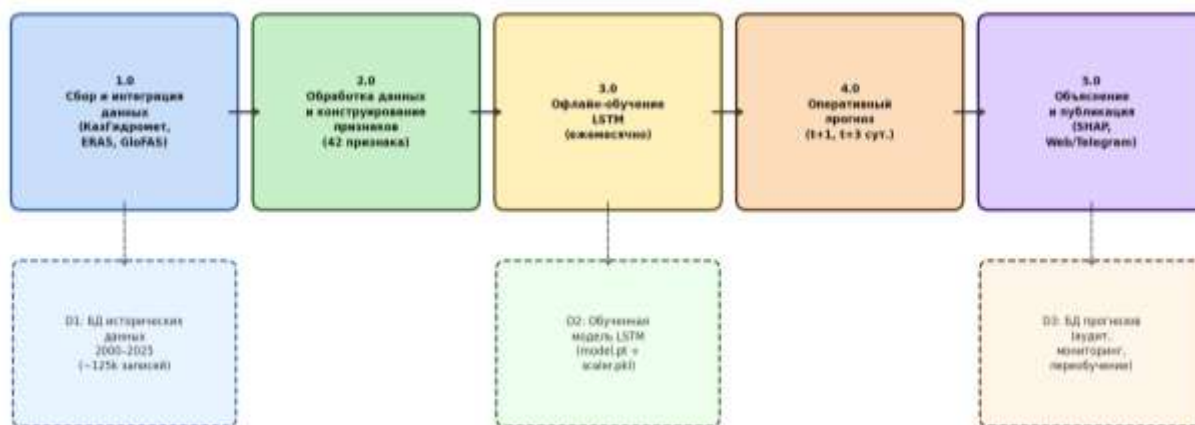 1.0
Сбор и интеграция
данных
(КазГидромет,
ERA5, GloFAS)
2.0
Обработка данных
и конструирование
признаков
(42 признака)
3.0
Офлайн-обучение
LSTM
(ежемесячно)
4.0
Оперативный
прогноз
(t+1, t+3 сут.)
5.0
Объяснение
и публикация
(SHAP,
Web/Telegram)
D1: БД исторических
данных
2000–2025
(~125k записей)
D2: Обученная
модель LSTM
(model.pt +
scaler.pkl)
D3: БД прогнозов
(аудит,
мониторинг,
переобучение)